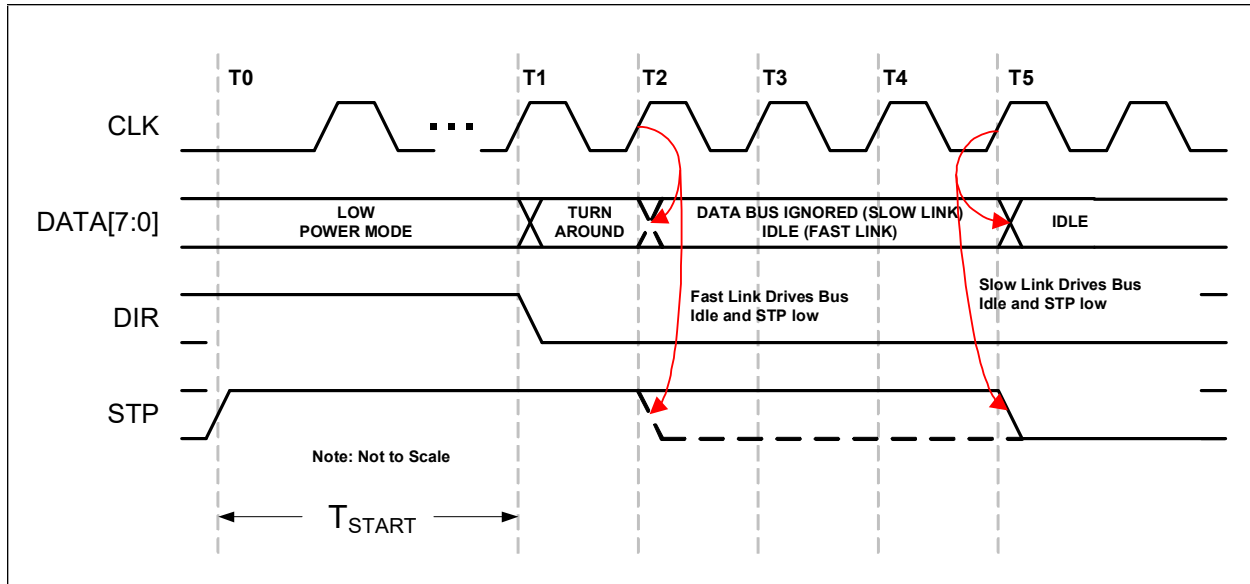 T0 T1 T2 T3 T4 T5
CLK
...
DATA[7:0]
LOW
POWER MODE
TURN
AROUND
DATA BUS IGNORED (SLOW LINK)
IDLE (FAST LINK)
IDLE
DIR
Fast Link Drives Bus
Idle and STP low
Slow Link Drives Bus
Idle and STP low
STP
Note: Not to Scale
TSTART